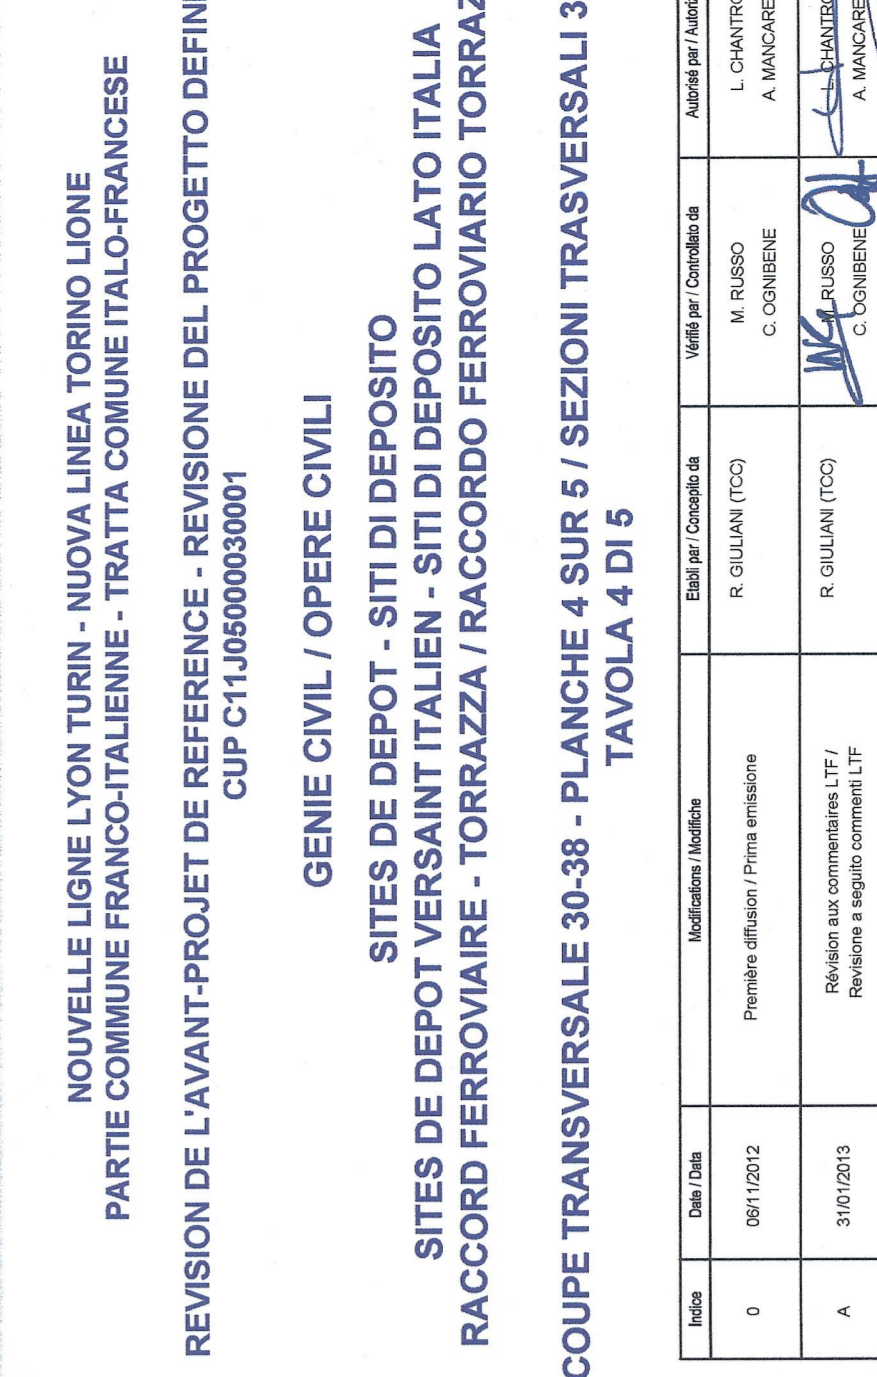 NOUVELLE LIGNE LYON TURIN - NUOVA LINEA TORINO LIONE
PARTIE COMMUNE FRANCO-ITALIENNE - TRATTA COMUNE ITALO-FRANCESE
REVISION DE L'AVANT-PROJET DE REFERENCE - REVISIONE DEL PROGETTO DEFINI
CUP C11J05000030001
GENIE CIVIL / OPERE CIVILI
SITES DE DEPOT - SITI DI DEPOSITO
SITES DE DEPOT VERSAINT ITALIEN - SITI DI DEPOSITO LATO ITALIA
RACCORD FERROVIAIRE - TORRAZZA / RACCORDO FERROVIARIO TORRAZ
COUPE TRANSVERSALE 30-38 - PLANCHE 4 SUR 5 / SEZIONI TRASVERSALI 3
TAVOLA 4 DI 5
Indice Date / Data Modifications / Modifiche Etabli par / Concepito da Vérifié par / Controllato da Autorisé par / Autori
0 06/11/2012 Première diffusion / Prima emissione R. GIULIANI (TCC) M. RUSSO L. CHANTRO
C. OGNIBENE A. MANCARE
A 31/01/2013 Révision aux commentaires LTF / R. GIULIANI (TCC) M. RUSSO L. CHANTRO
Revisione a seguito commenti LTF C. OGNIBENE A. MANCARE